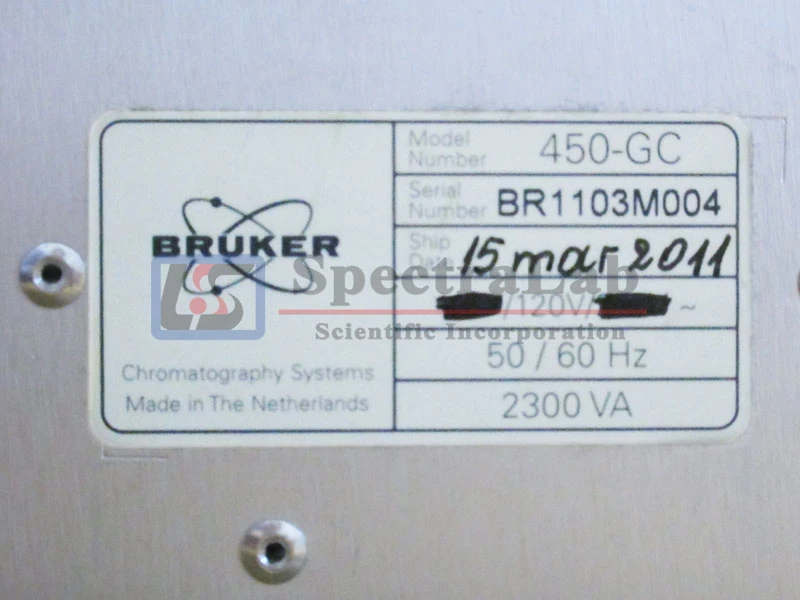 BRUKER
Chromatography Systems
Made in The Netherlands
Model
Number 450-GC
Serial
Number BR1103M004
Ship
Date 15 mar 2011
/120V/ ~
50 / 60 Hz
2300 VA
LS
SpectraLab
Scientific Incorporation